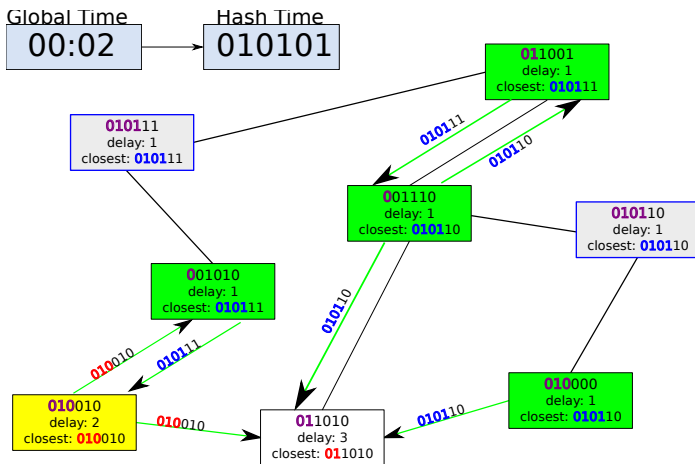 Global Time
Hash Time
00:02
010101
011001
delay: 1
closest: 010111
010111
010110
010111
delay: 1
closest: 010111
001110
delay: 1
closest: 010110
010110
delay: 1
closest: 010110
001010
delay: 1
closest: 010111
010110
010010
010111
010010
delay: 2
closest: 010010
010010
011010
delay: 3
closest: 011010
010110
010000
delay: 1
closest: 010110